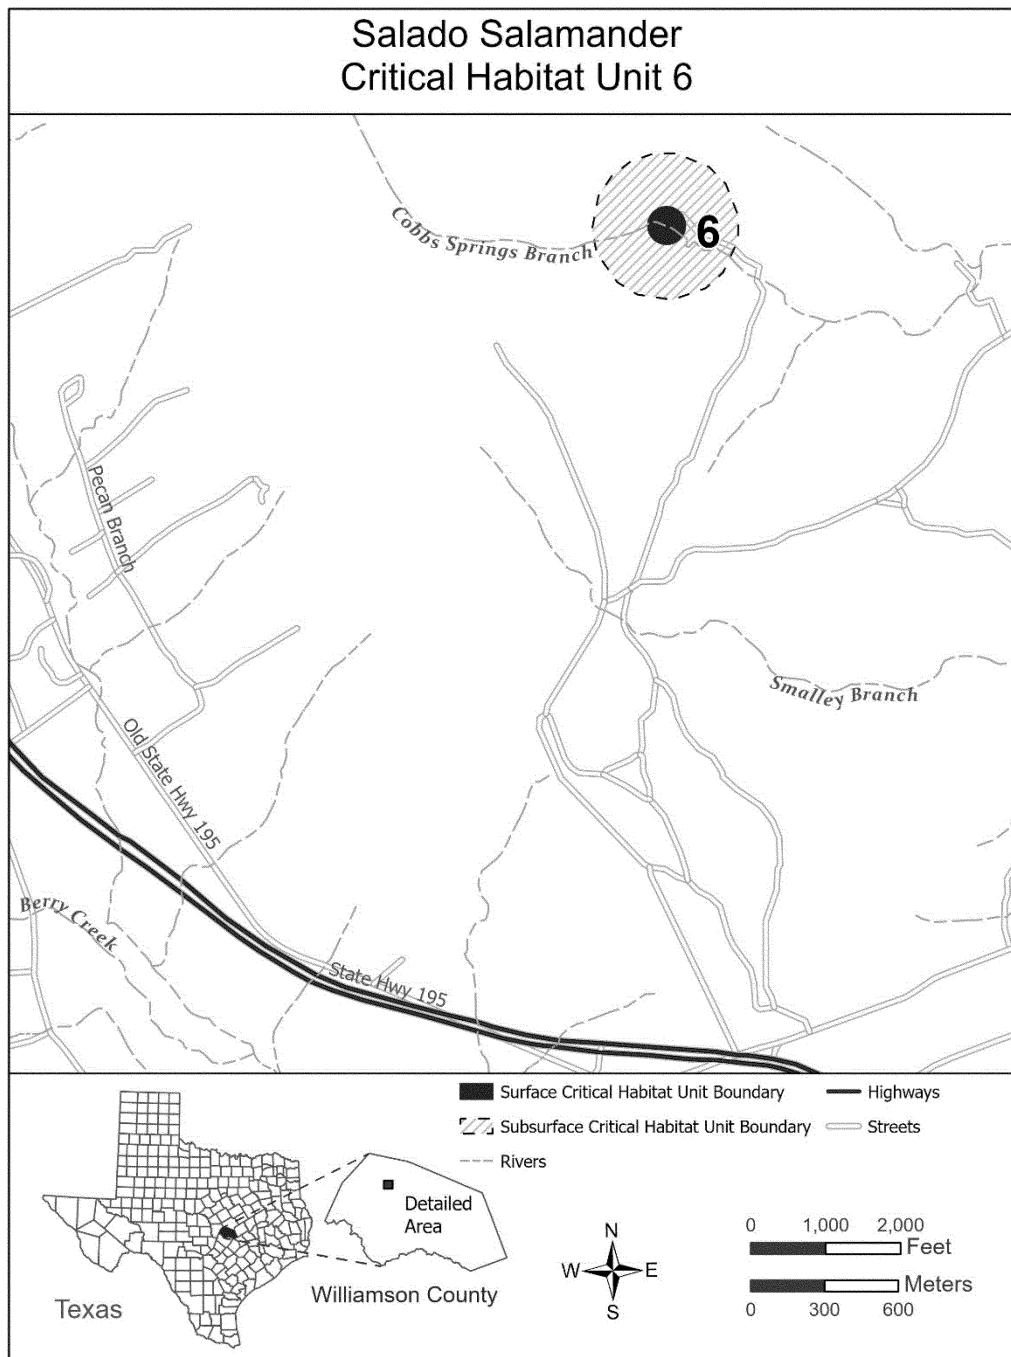 Salado Salamander
Critical Habitat Unit 6
Cobbs Springs Branch
6
Pecan Branch
Smalley Branch
Old State Hwy 195
Berry Creek
State Hwy 195
Surface Critical Habitat Unit Boundary
Highways
Subsurface Critical Habitat Unit Boundary
Streets
Rivers
Detailed
Area
Williamson County
Texas
N
W E
S
0 1,000 2,000
Feet
Meters
0 300 600